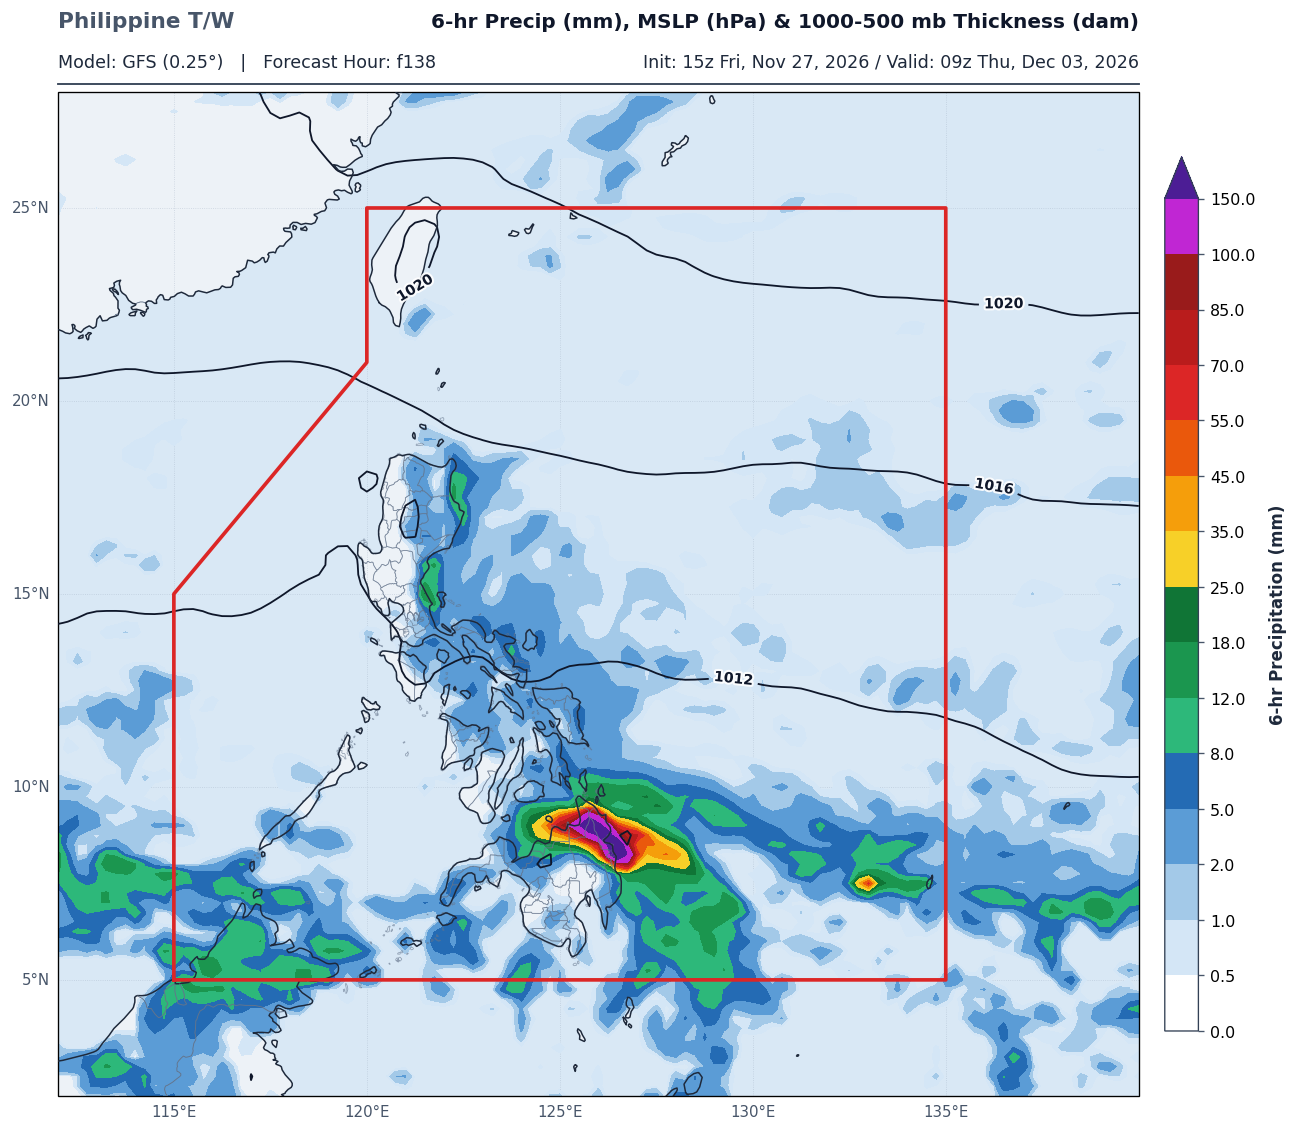 Philippine T/W
6-hr Precip (mm), MSLP (hPa) & 1000-500 mb Thickness (dam)
Model: GFS (0.25°) | Forecast Hour: f138
Init: 15z Fri, Nov 27, 2026 / Valid: 09z Thu, Dec 03, 2026
25°N
20°N
15°N
10°N
5°N
115°E
120°E
125°E
130°E
135°E
1020
1020
1016
1012
150.0
100.0
85.0
70.0
55.0
45.0
35.0
25.0
18.0
12.0
8.0
5.0
2.0
1.0
0.5
0.0
6-hr Precipitation (mm)